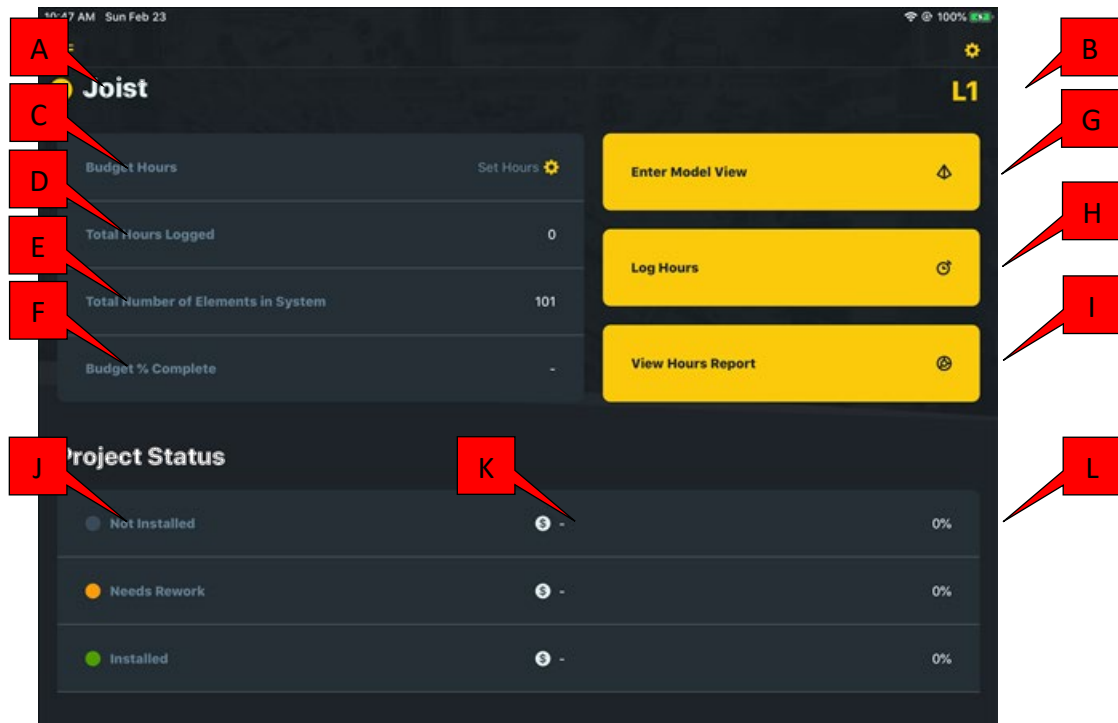 10:47 AM Sun Feb 23
100%
A
B
Joist
L1
C
G
Budget Hours
Set Hours
Enter Model View
D
H
Total Hours Logged
0
E
Log Hours
Total Number of Elements in System
101
F
I
Budget % Complete
-
View Hours Report
Project Status
J
K
L
Not Installed
$ -
0%
Needs Rework
$ -
0%
Installed
$ -
0%